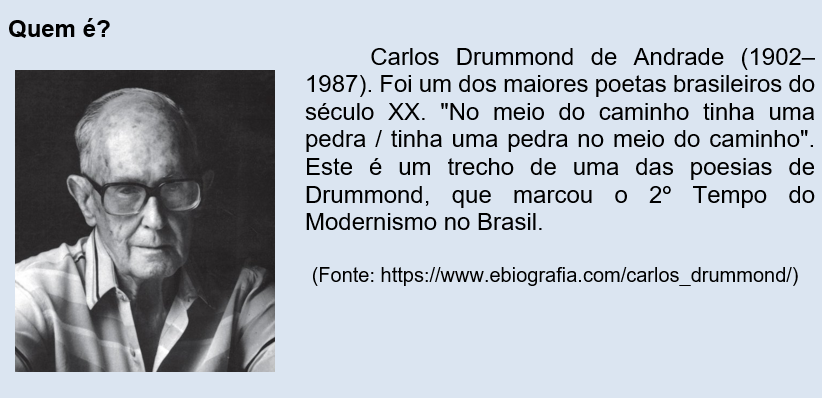 Quem é?
Carlos Drummond de Andrade (1902–
1987). Foi um dos maiores poetas brasileiros do
século XX. "No meio do caminho tinha uma
pedra / tinha uma pedra no meio do caminho".
Este é um trecho de uma das poesias de
Drummond, que marcou o 2º Tempo do
Modernismo no Brasil.
(Fonte: https://www.ebiografia.com/carlos_drummond/)